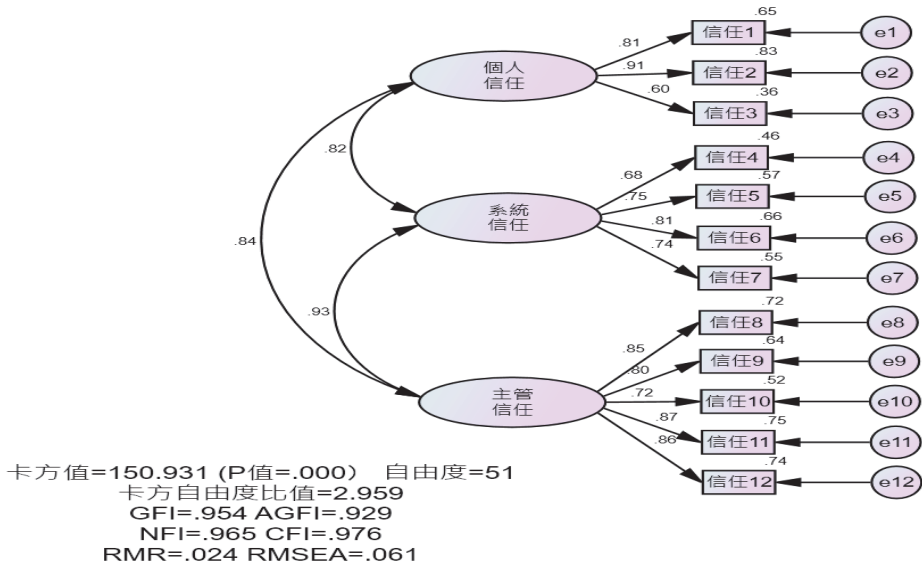 .65
.81
信任1
e1
.83
個人
信任
.91
信任2
e2
.36
.60
信任3
e3
.46
.82
.68
信任4
e4
.57
.75
信任5
e5
系統
信任
.66
.81
信任6
e6
.84
.55
.74
信任7
e7
.93
.72
.85
信任8
e8
.64
.80
信任9
e9
.52
主管
信任
.72
信任10
e10
.75
.87
信任11
e11
.74
.86
信任12
e12
卡方值=150.931 (P值=.000） 自由度=51
卡方自由度比值=2.959
GFI=.954 AGFI=.929
NFI=.965 CFI=.976
RMR=.024 RMSEA=.061